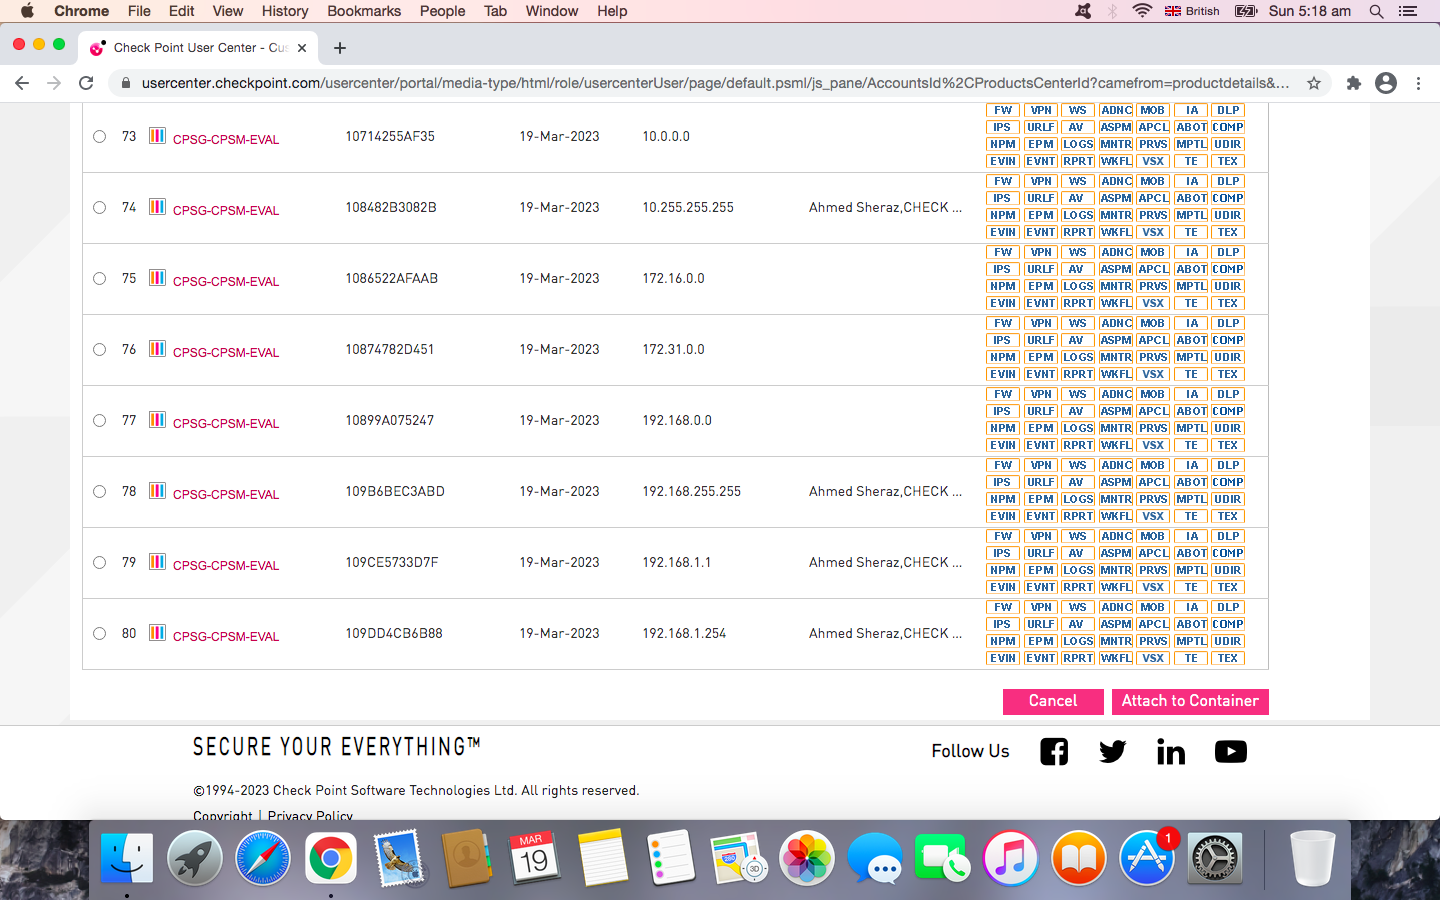 Chrome File Edit View History Bookmarks People Tab Window Help British Sun 5:18 am
Check Point User Center - Cus
usercenter.checkpoint.com/usercenter/portal/media-type/html/role/usercenterUser/page/default.psml/js_pane/AccountsId%2CProductsCenterId?camefrom=productdetails&...
FW VPN WS ADNC MOB IA DLP
73 CPSG-CPSM-EVAL 10714255AF35 19-Mar-2023 10.0.0.0 IPS URLF AV ASPM APCL ABOT COMP
NPM EPM LOGS MNTR PRVS MPTL UDIR
EVIN EVNT RPRT WKFL VSX TE TEX
FW VPN WS ADNC MOB IA DLP
74 CPSG-CPSM-EVAL 108482B3082B 19-Mar-2023 10.255.255.255 Ahmed Sheraz,CHECK ... IPS URLF AV ASPM APCL ABOT COMP
NPM EPM LOGS MNTR PRVS MPTL UDIR
EVIN EVNT RPRT WKFL VSX TE TEX
FW VPN WS ADNC MOB IA DLP
75 CPSG-CPSM-EVAL 1086522AFAAB 19-Mar-2023 172.16.0.0 IPS URLF AV ASPM APCL ABOT COMP
NPM EPM LOGS MNTR PRVS MPTL UDIR
EVIN EVNT RPRT WKFL VSX TE TEX
FW VPN WS ADNC MOB IA DLP
76 CPSG-CPSM-EVAL 10874782D451 19-Mar-2023 172.31.0.0 IPS URLF AV ASPM APCL ABOT COMP
NPM EPM LOGS MNTR PRVS MPTL UDIR
EVIN EVNT RPRT WKFL VSX TE TEX
FW VPN WS ADNC MOB IA DLP
77 CPSG-CPSM-EVAL 10899A075247 19-Mar-2023 192.168.0.0 IPS URLF AV ASPM APCL ABOT COMP
NPM EPM LOGS MNTR PRVS MPTL UDIR
EVIN EVNT RPRT WKFL VSX TE TEX
FW VPN WS ADNC MOB IA DLP
78 CPSG-CPSM-EVAL 109B6BEC3ABD 19-Mar-2023 192.168.255.255 Ahmed Sheraz,CHECK ... IPS URLF AV ASPM APCL ABOT COMP
NPM EPM LOGS MNTR PRVS MPTL UDIR
EVIN EVNT RPRT WKFL VSX TE TEX
FW VPN WS ADNC MOB IA DLP
79 CPSG-CPSM-EVAL 109CE5733D7F 19-Mar-2023 192.168.1.1 Ahmed Sheraz,CHECK ... IPS URLF AV ASPM APCL ABOT COMP
NPM EPM LOGS MNTR PRVS MPTL UDIR
EVIN EVNT RPRT WKFL VSX TE TEX
FW VPN WS ADNC MOB IA DLP
80 CPSG-CPSM-EVAL 109DD4CB6B88 19-Mar-2023 192.168.1.254 Ahmed Sheraz,CHECK ... IPS URLF AV ASPM APCL ABOT COMP
NPM EPM LOGS MNTR PRVS MPTL UDIR
EVIN EVNT RPRT WKFL VSX TE TEX
Cancel Attach to Container
SECURE YOUR EVERYTHING™ Follow Us
©1994-2023 Check Point Software Technologies Ltd. All rights reserved.
Copyright | Privacy Policy
MAR
19
280
3D
1